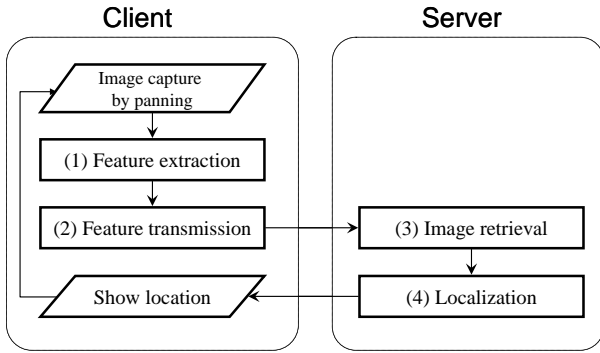 Client
Server
Image capture
by panning
(1) Feature extraction
(2) Feature transmission
(3) Image retrieval
Show location
(4) Localization